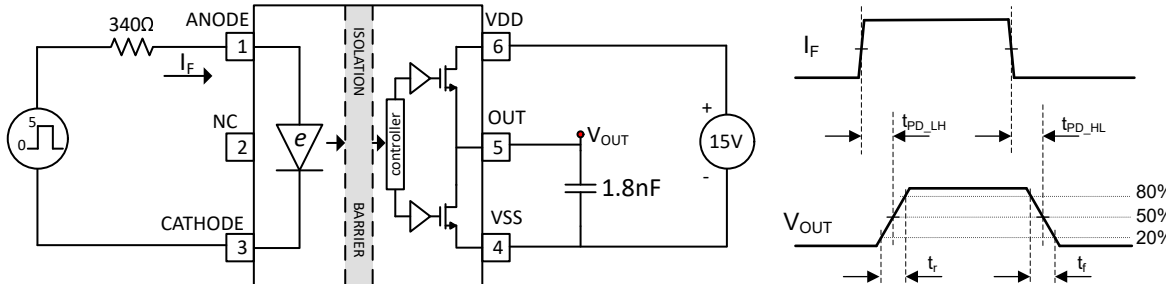 340Ω
ANODE
1
I_F
NC
2
CATHODE
3
5
0
e
ISOLATION
BARRIER
controller
VDD
6
OUT
5
V_OUT
1.8nF
VSS
4
+
15V
-
I_F
t_PD_LH
t_PD_HL
V_OUT
80%
50%
20%
t_r
t_f